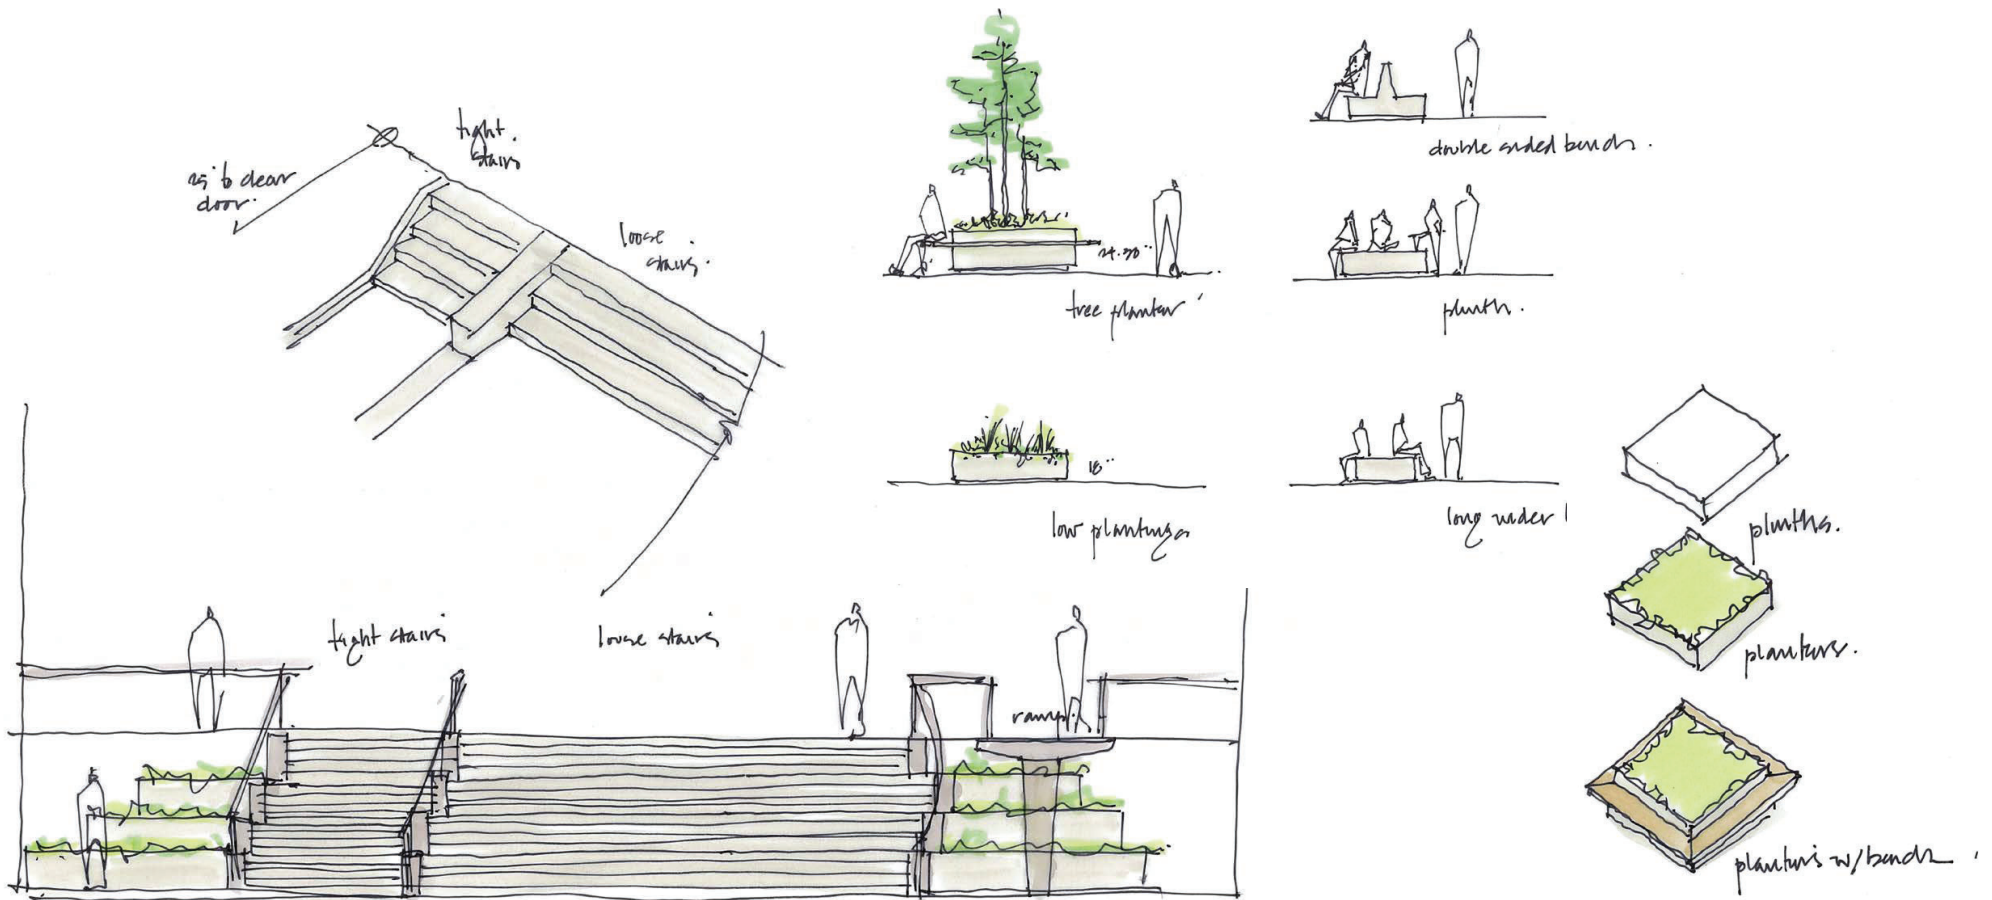 tight.
stairs
25' to clear
door.
loose
stairs.
24-30"
tree planter
double sided bench.
plinth.
18"
low plantings
long wider
plinths.
planters.
planters w/bench
tight stairs
loose stairs
ramp.